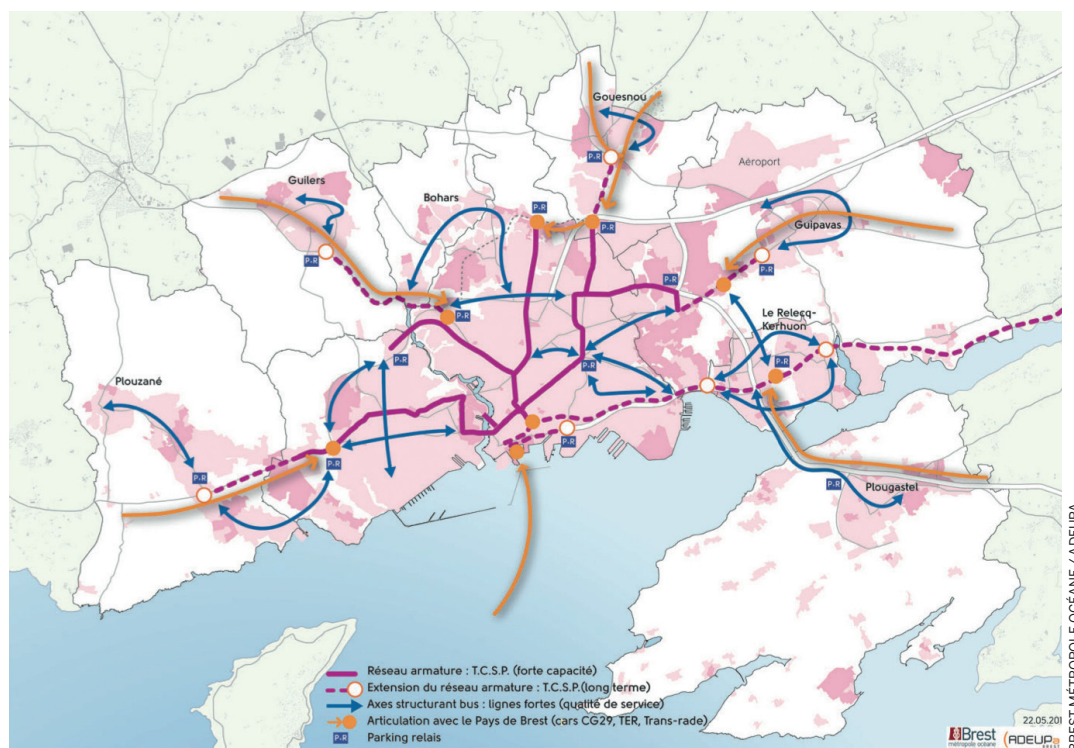 Gouesnou
P+R
Aéroport
Guilers
Bohars
P+R
P+R
Guipavas
P+R
P+R
P+R
P+R
Le Relecq-
Kerhuon
P+R
P+R
P+R
Plouzané
P+R
P+R
P+R
P+R
Plougastel
Réseau armature : T.C.S.P. (forte capacité)
Extension du réseau armature : T.C.S.P.(long terme)
Axes structurant bus : lignes fortes (qualité de service)
Articulation avec le Pays de Brest (cars CG29, TER, Trans-rade)
P+R Parking relais
Brest
métropole océane
ADEUPa
BREST
BREST MÉTROPOLE OCÉANE / ADEUPA